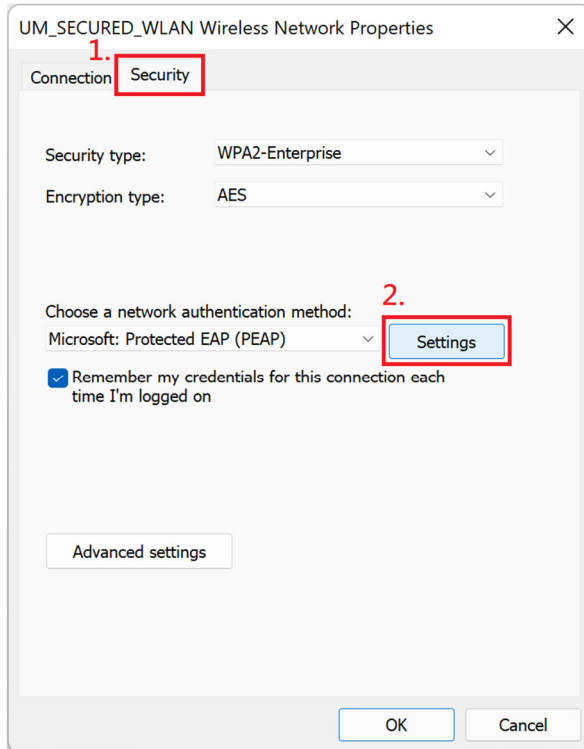 UM_SECURED_WLAN Wireless Network Properties
1.
Connection Security
Security type: WPA2-Enterprise
Encryption type: AES
2.
Choose a network authentication method:
Microsoft: Protected EAP (PEAP) Settings
Remember my credentials for this connection each
time I'm logged on
Advanced settings
OK Cancel